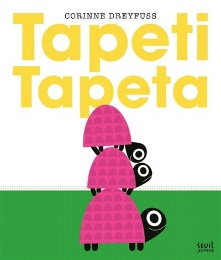 CORINNE DREYFUSS
Tapeti
Tapeta
SEUIL
jeunesse